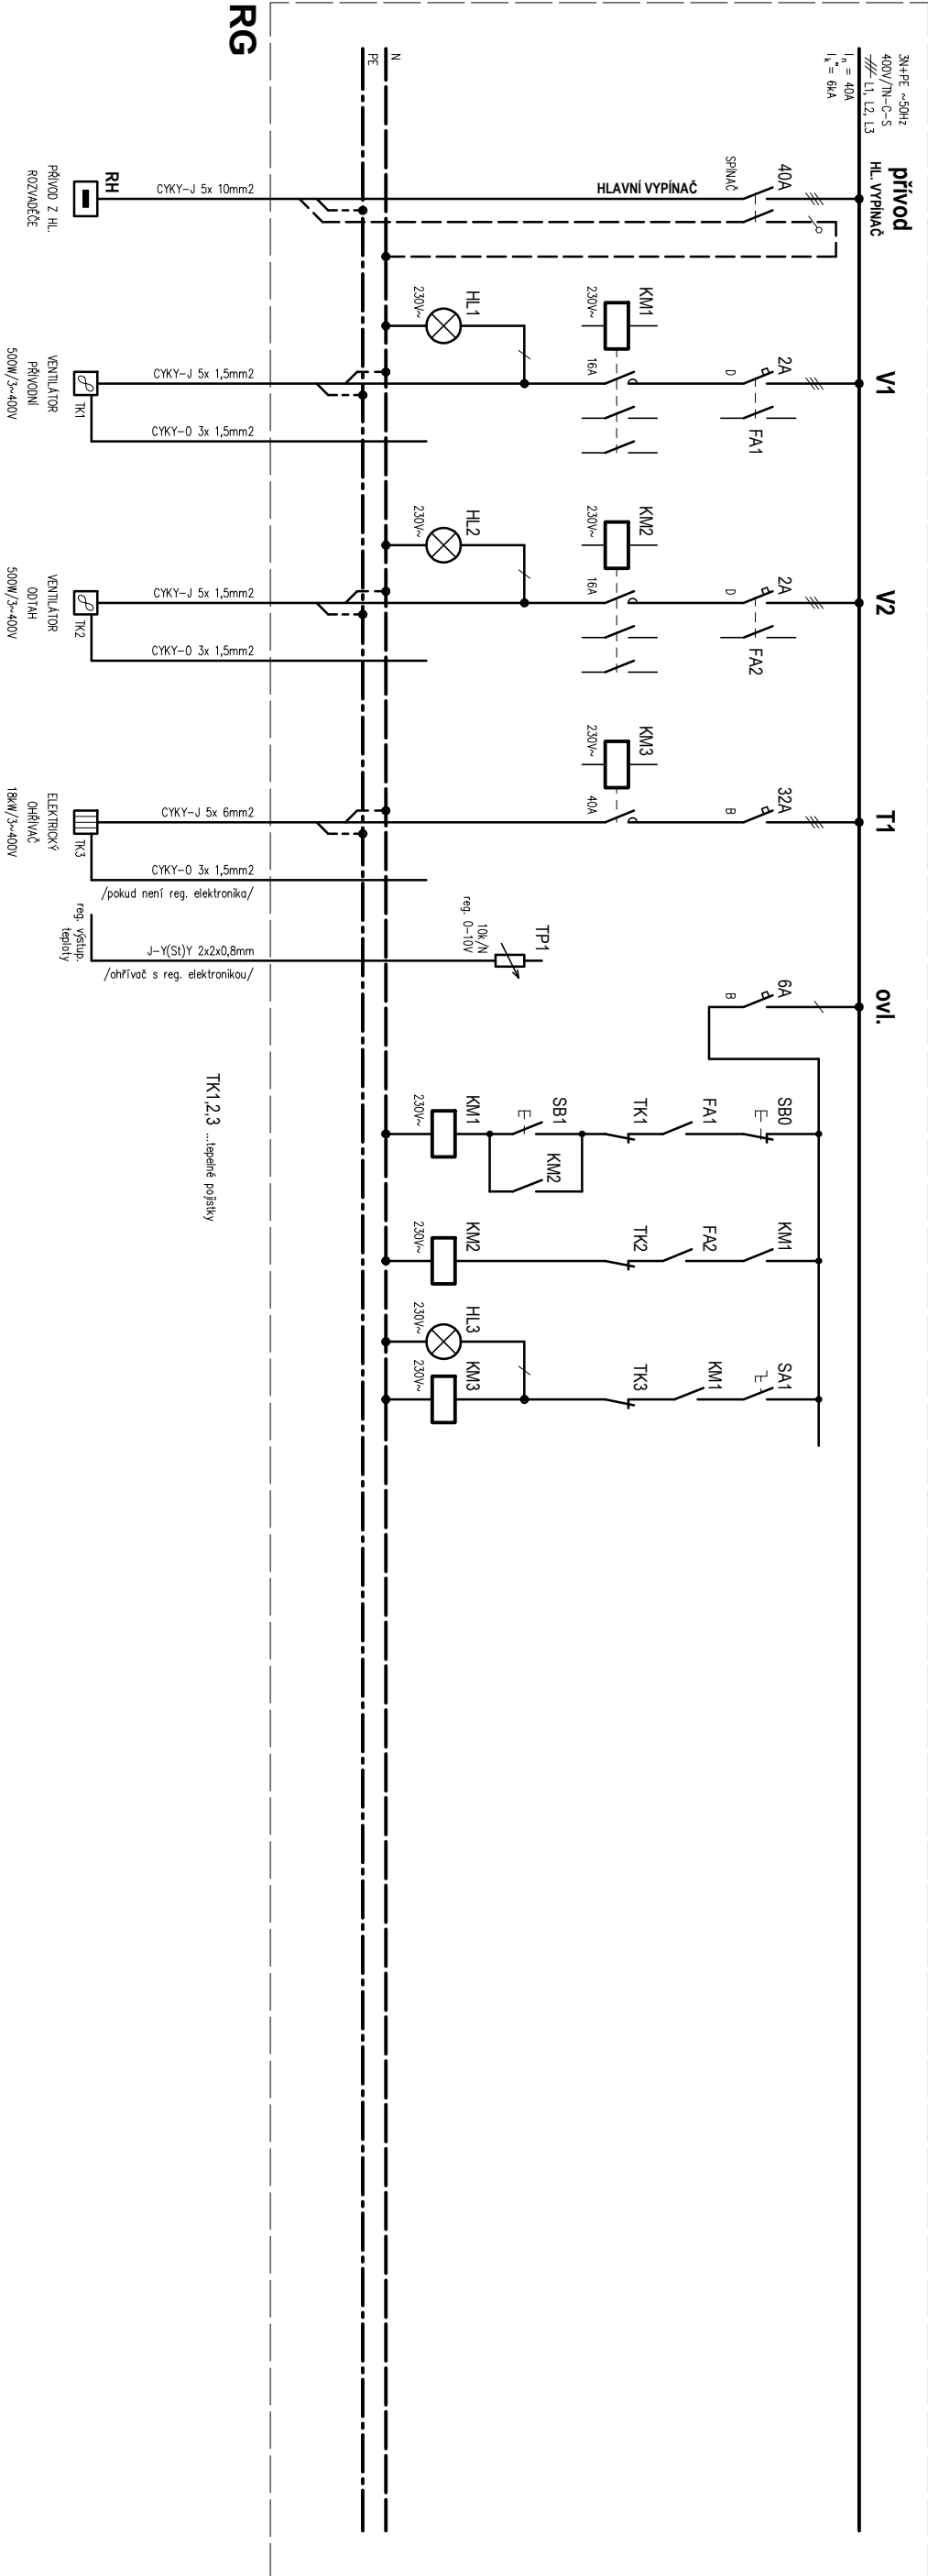 RG
3N+PE ~50Hz
400V/TN-C-S
L1, L2, L3
In = 40A
Ik" = 6kA
přívod
HL. VYPÍNAČ
40A
SPÍNAČ
HLAVNÍ VYPÍNAČ
N
PE
CYKY-J 5x 10mm2
RH
PŘÍVOD Z HL.
ROZVADĚČE
V1
2A
D
FA1
KM1
230V~
16A
HL1
230V~
CYKY-J 5x 1,5mm2
CYKY-O 3x 1,5mm2
TK1
VENTILÁTOR
PŘÍVODNÍ
500W/3~400V
V2
2A
D
FA2
KM2
230V~
16A
HL2
230V~
CYKY-J 5x 1,5mm2
CYKY-O 3x 1,5mm2
TK2
VENTILÁTOR
ODTAH
500W/3~400V
T1
32A
B
KM3
230V~
40A
CYKY-J 5x 6mm2
CYKY-O 3x 1,5mm2
/pokud není reg. elektronika/
TK3
ELEKTRICKÝ
OHŘÍVAČ
18kW/3~400V
TP1
10k/N
reg. 0-10V
J-Y(St)Y 2x2x0,8mm
/ohřívač s reg. elektronikou/
reg. výstup.
teploty
ovl.
6A
B
SB0
FA1
TK1
SB1
KM2
KM1
230V~
KM1
FA2
TK2
KM2
230V~
SA1
KM1
TK3
HL3
230V~
KM3
230V~
TK1,2,3 ...tepelné pojistky